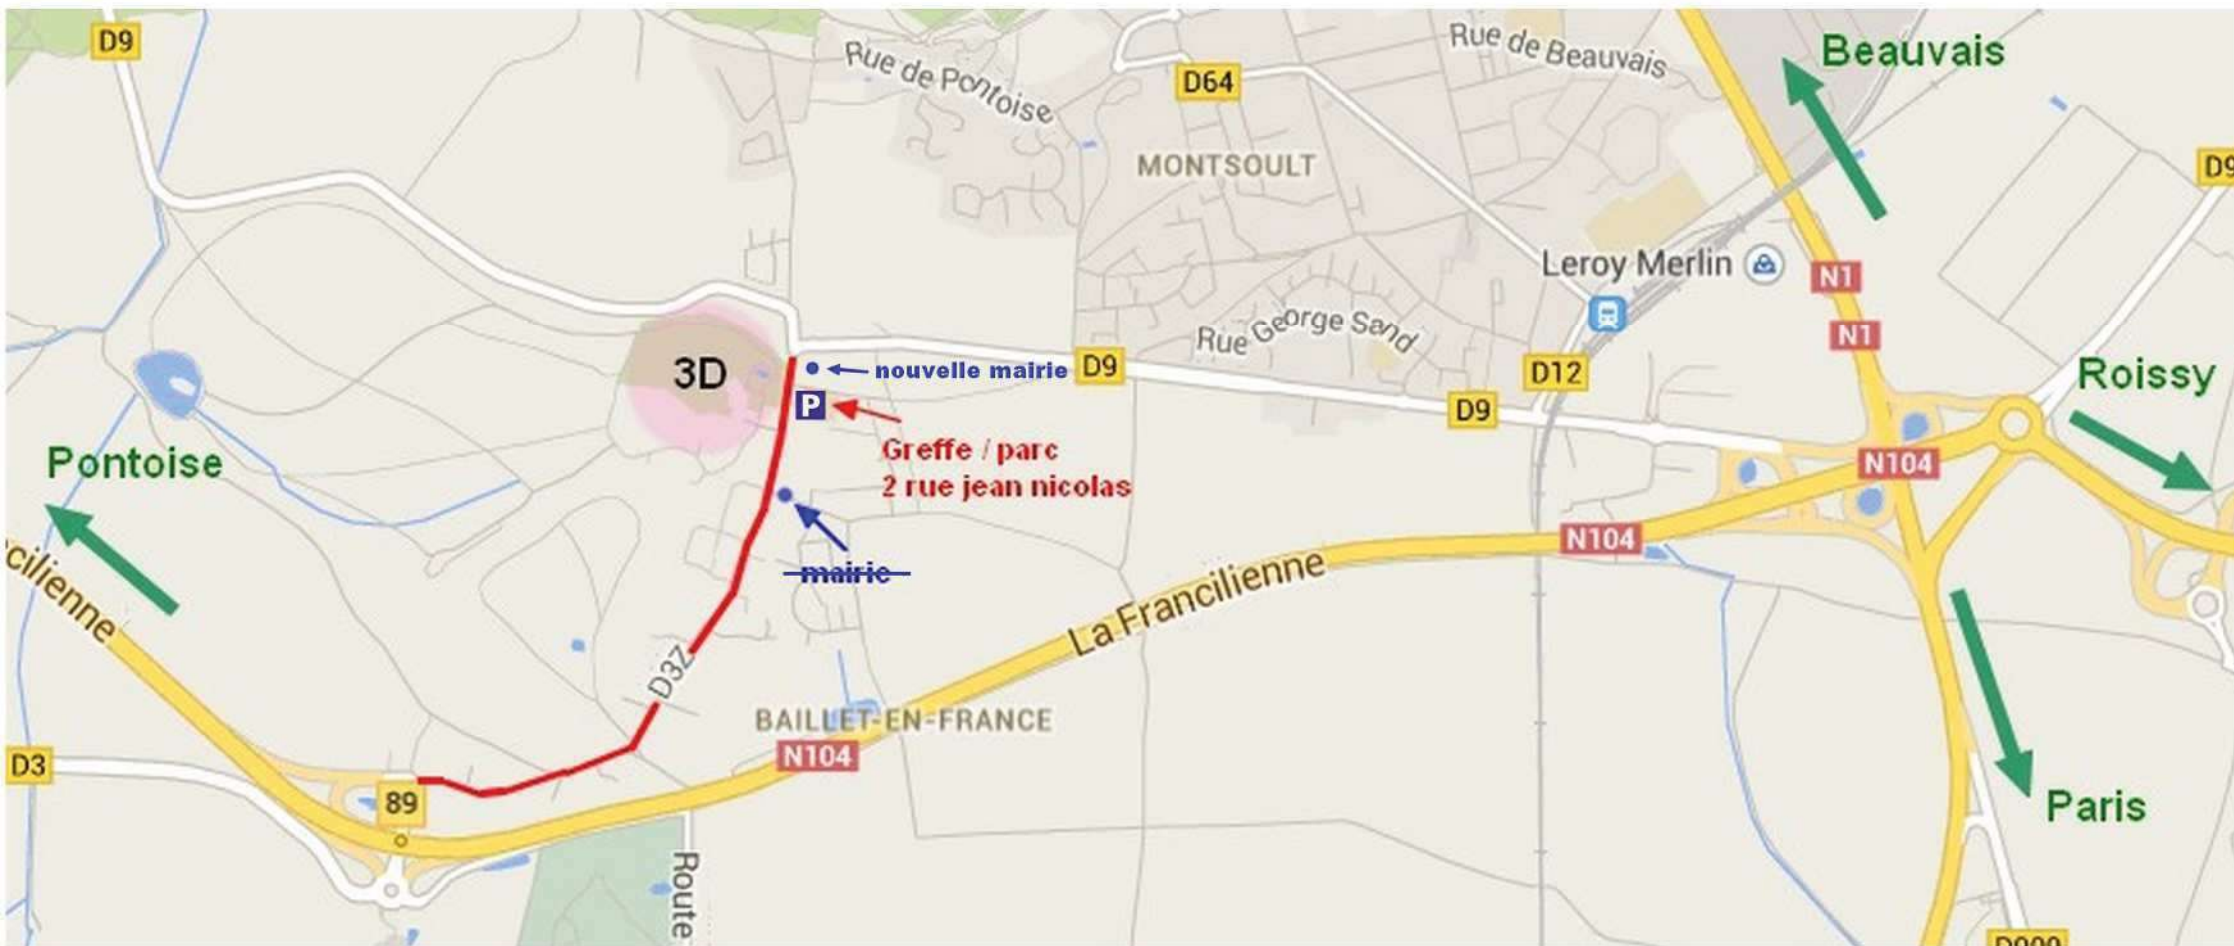 D9
Rue de Pontoise
D64
Rue de Beauvais
Beauvais
MONTSOULT
D9
Leroy Merlin
N1
N1
Rue George Sand
3D
nouvelle mairie
D9
D12
Roissy
P
D9
Greffe / parc
2 rue jean nicolas
Pontoise
N104
N104
mairie
cilienne
La Francilienne
D3Z
BAILLET-EN-FRANCE
N104
D3
89
Paris
Route